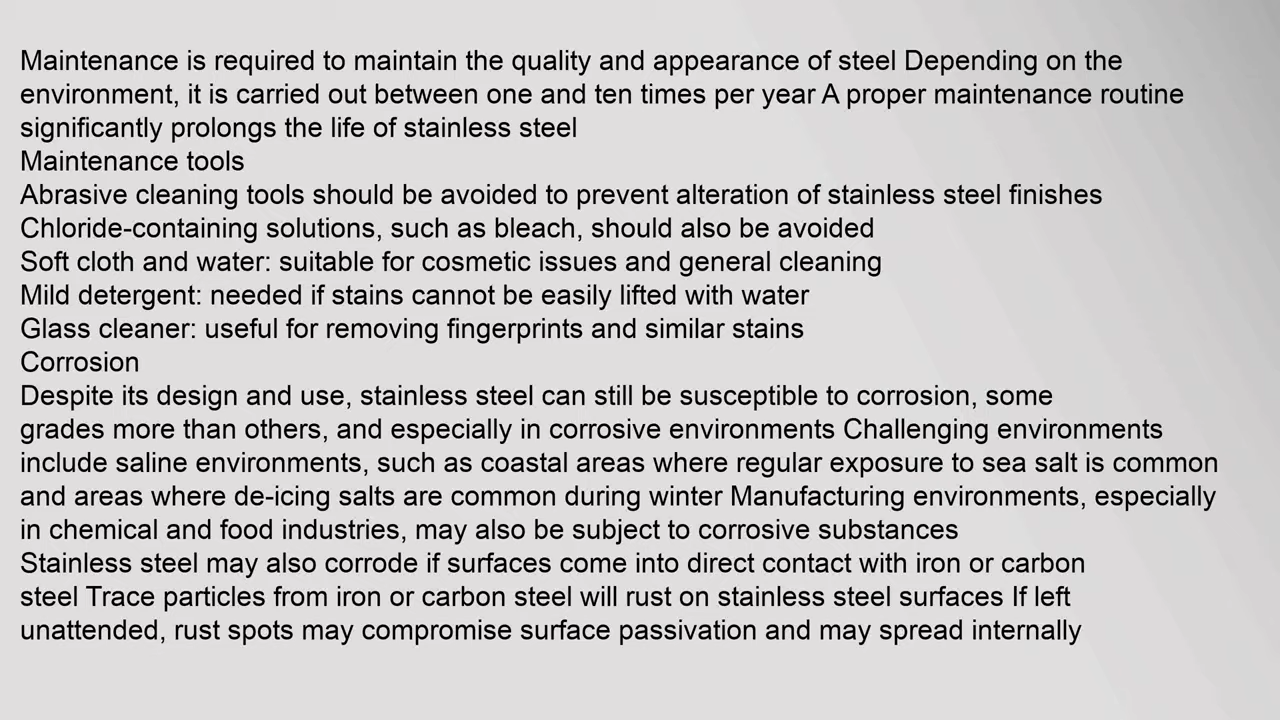 Maintenance is required to maintain the quality and appearance of steel Depending on the
environment, it is carried out between one and ten times per year A proper maintenance routine
significantly prolongs the life of stainless steel
Maintenance tools
Abrasive cleaning tools should be avoided to prevent alteration of stainless steel finishes
Chloride-containing solutions, such as bleach, should also be avoided
Soft cloth and water: suitable for cosmetic issues and general cleaning
Mild detergent: needed if stains cannot be easily lifted with water
Glass cleaner: useful for removing fingerprints and similar stains
Corrosion
Despite its design and use, stainless steel can still be susceptible to corrosion, some
grades more than others, and especially in corrosive environments Challenging environments
include saline environments, such as coastal areas where regular exposure to sea salt is common
and areas where de-icing salts are common during winter Manufacturing environments, especially
in chemical and food industries, may also be subject to corrosive substances
Stainless steel may also corrode if surfaces come into direct contact with iron or carbon
steel Trace particles from iron or carbon steel will rust on stainless steel surfaces If left
unattended, rust spots may compromise surface passivation and may spread internally